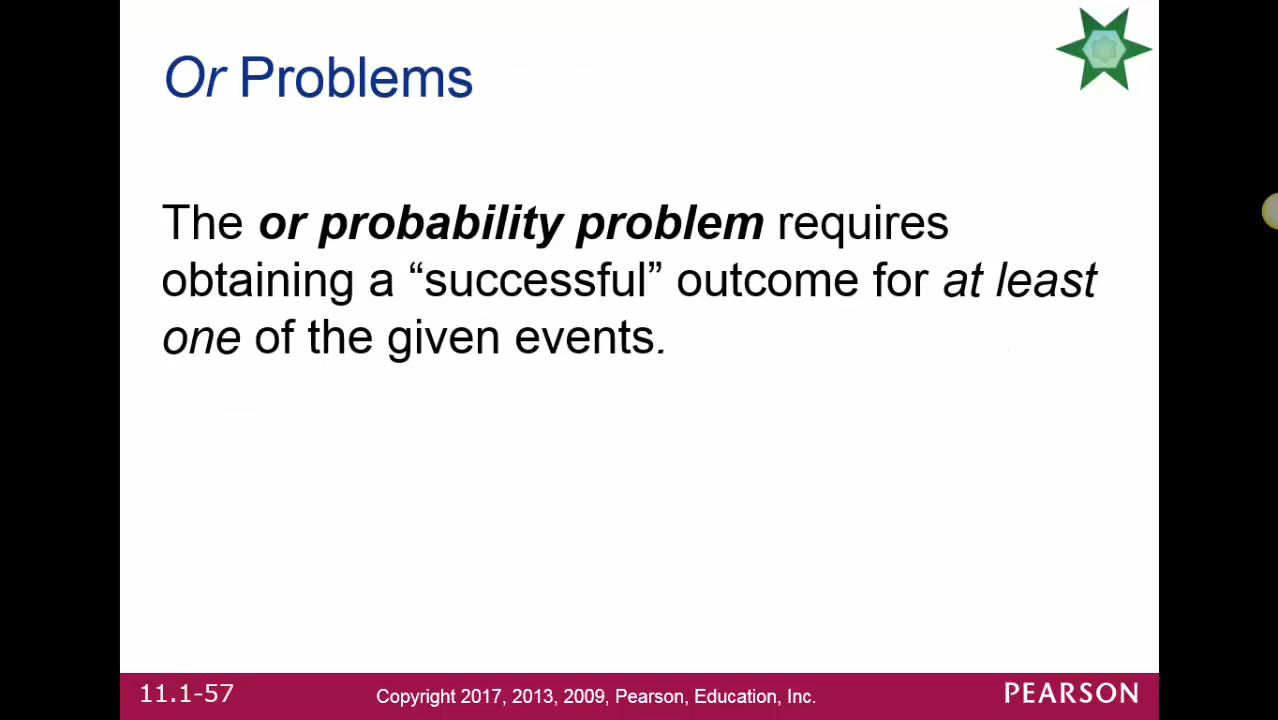 Or Problems
The or probability problem requires
obtaining a “successful” outcome for at least
one of the given events.
11.1-57
Copyright 2017, 2013, 2009, Pearson, Education, Inc.
PEARSON